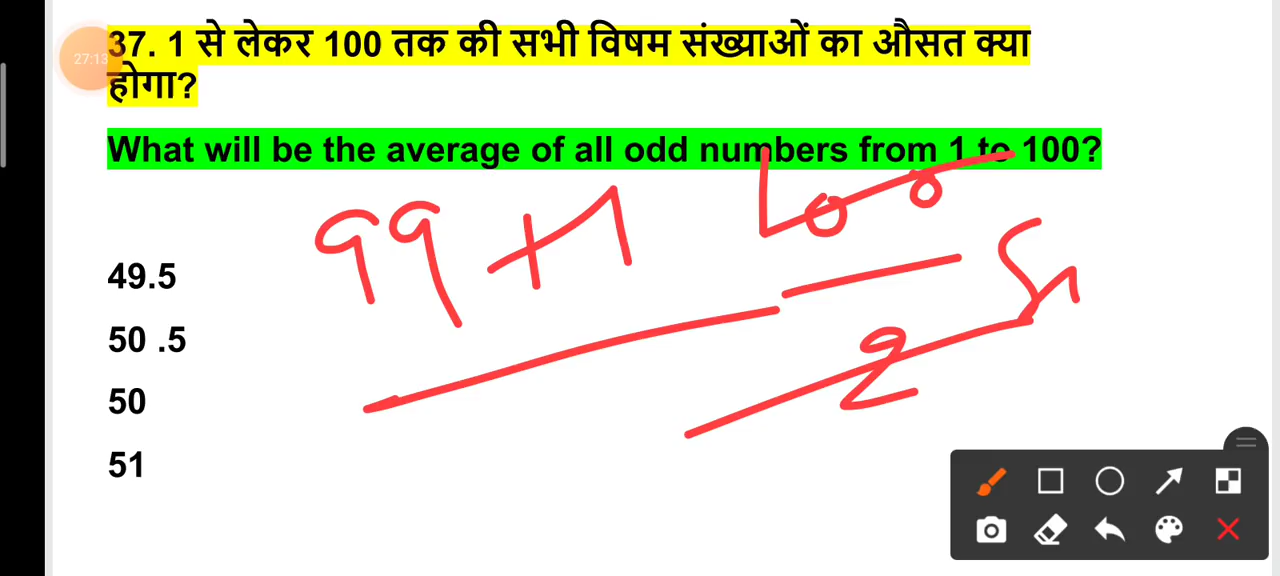 37. 1 से लेकर 100 तक की सभी विषम संख्याओं का औसत क्या
होगा?
27:13
What will be the average of all odd numbers from 1 to 100?
99 + 1
100
2
49.5
50 .5
50
51